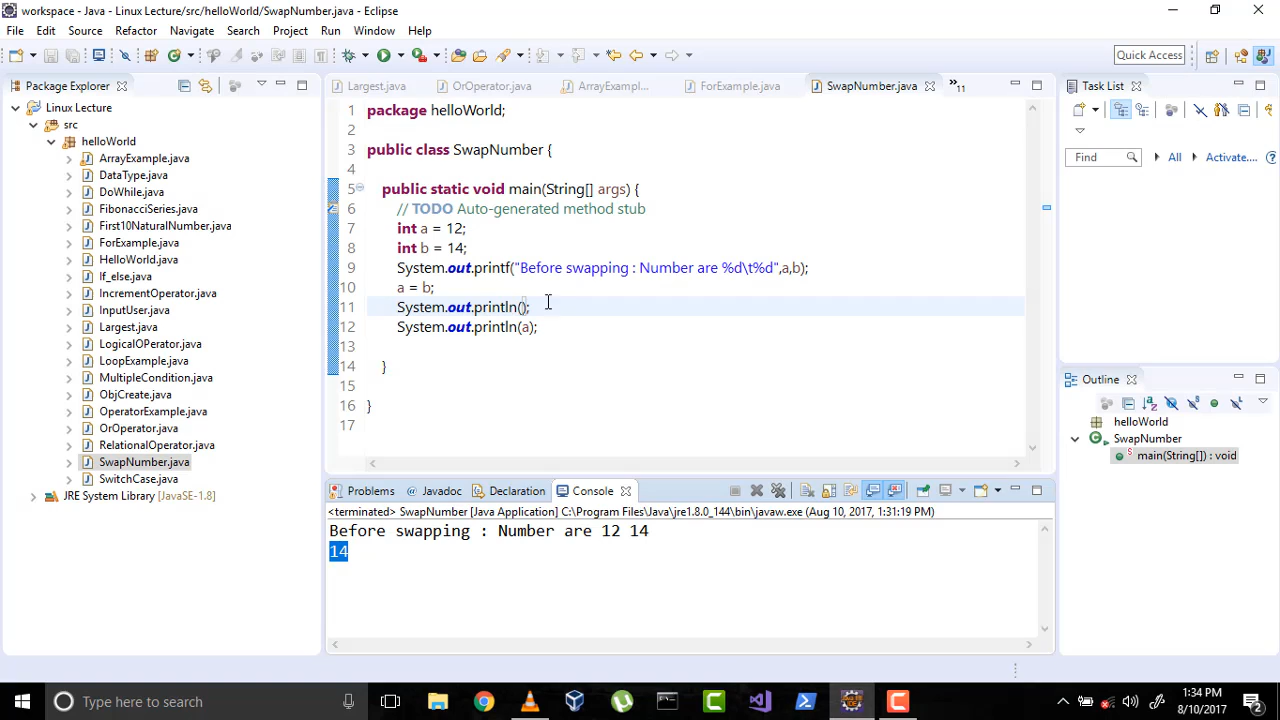 workspace - Java - Linux Lecture/src/helloWorld/SwapNumber.java - Eclipse
File Edit Source Refactor Navigate Search Project Run Window Help
Quick Access
Package Explorer
Largest.java OrOperator.java ArrayExampl... ForExample.java SwapNumber.java »11
Task List
Linux Lecture
src
helloWorld
ArrayExample.java
DataType.java
DoWhile.java
FibonacciSeries.java
First10NaturalNumber.java
ForExample.java
HelloWorld.java
If_else.java
IncrementOperator.java
InputUser.java
Largest.java
LogicalOPerator.java
LoopExample.java
MultipleCondition.java
ObjCreate.java
OperatorExample.java
OrOperator.java
RelationalOperator.java
SwapNumber.java
SwitchCase.java
JRE System Library [JavaSE-1.8]
1 package helloWorld;
2
3 public class SwapNumber {
4
5 public static void main(String[] args) {
6 // TODO Auto-generated method stub
7 int a = 12;
8 int b = 14;
9 System.out.printf("Before swapping : Number are %d\t%d",a,b);
10 a = b;
11 System.out.println();
12 System.out.println(a);
13
14 }
15
16 }
17
Find All Activate...
Outline
helloWorld
SwapNumber
main(String[]) : void
Problems Javadoc Declaration Console
<terminated> SwapNumber [Java Application] C:\Program Files\Java\jre1.8.0_144\bin\javaw.exe (Aug 10, 2017, 1:31:19 PM)
Before swapping : Number are 12 14
14
Type here to search
1:34 PM
8/10/2017
2